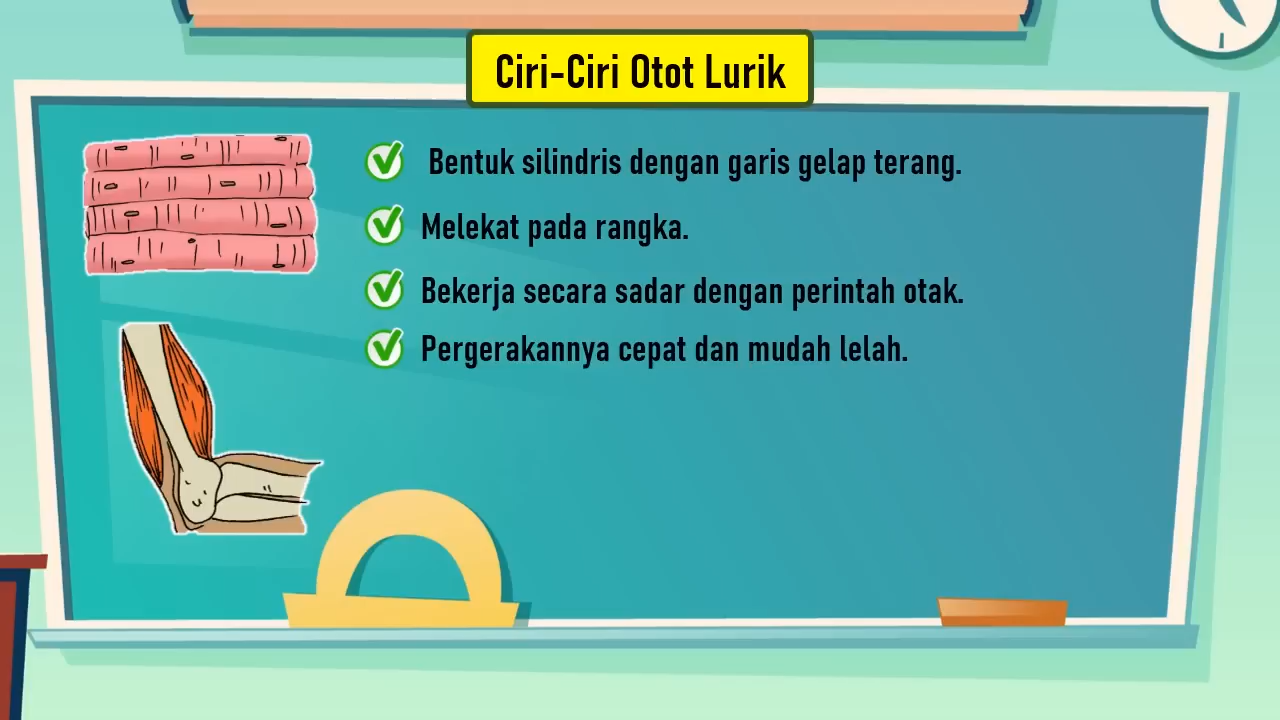 Ciri-Ciri Otot Lurik
Bentuk silindris dengan garis gelap terang.
Melekat pada rangka.
Bekerja secara sadar dengan perintah otak.
Pergerakannya cepat dan mudah lelah.